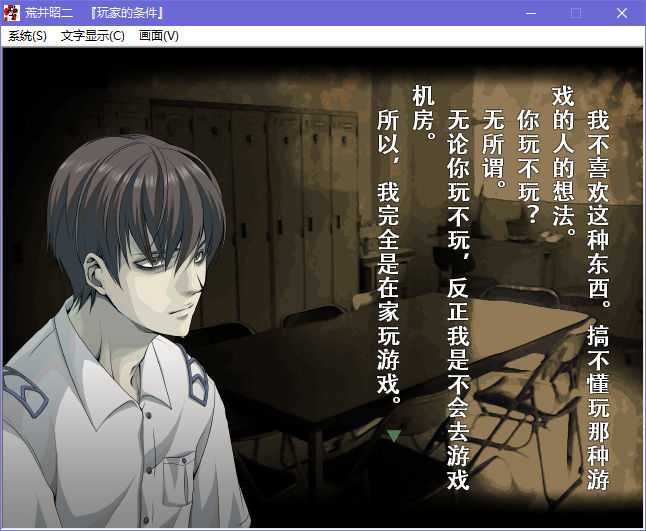 荒井昭二 『玩家的条件』
系统(S) 文字显示(C) 画面(V)
我不喜欢这种东西。搞不懂玩那种游
戏的人的想法。
你玩不玩？
无所谓。
无论你玩不玩，反正我是不会去游戏
机房。
所以，我完全是在家玩游戏。